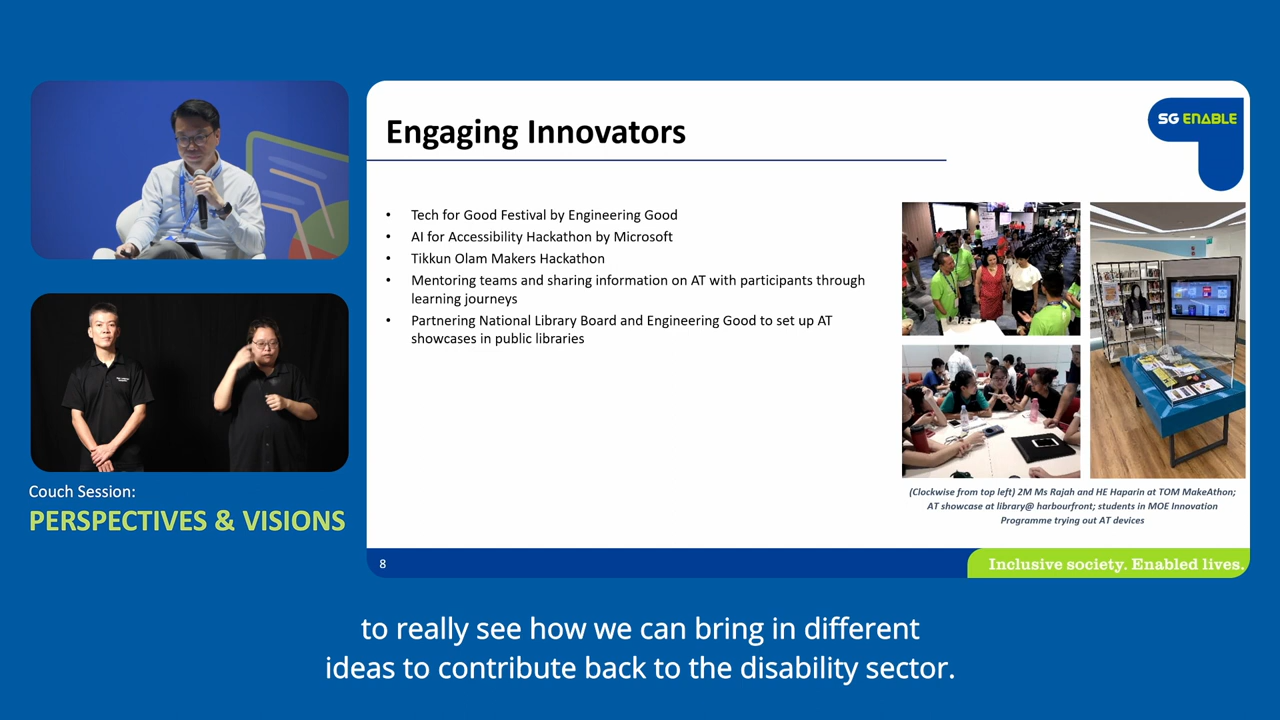 Engaging Innovators
SG ENABLE
• Tech for Good Festival by Engineering Good
• AI for Accessibility Hackathon by Microsoft
• Tikkun Olam Makers Hackathon
• Mentoring teams and sharing information on AT with participants through
learning journeys
• Partnering National Library Board and Engineering Good to set up AT
showcases in public libraries
(Clockwise from top left) 2M Ms Rajah and HE Haparin at TOM MakeAthon;
AT showcase at library@ harbourfront; students in MOE Innovation
Programme trying out AT devices
8
Inclusive society. Enabled lives.
Couch Session:
PERSPECTIVES & VISIONS
to really see how we can bring in different
ideas to contribute back to the disability sector.